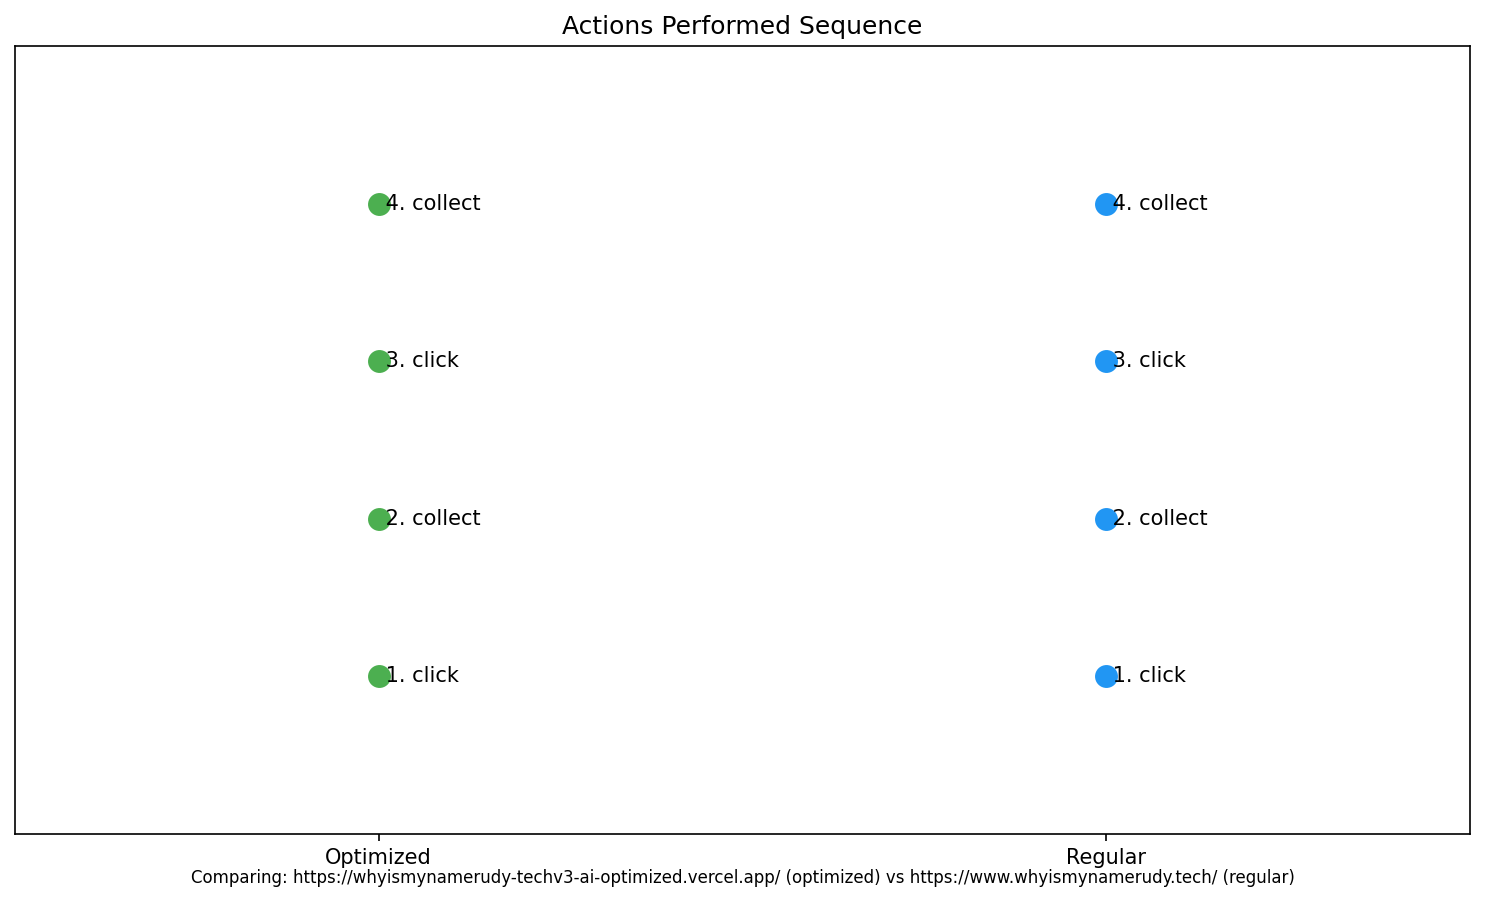 Actions Performed Sequence
4. collect
4. collect
3. click
3. click
2. collect
2. collect
1. click
1. click
Optimized
Regular
Comparing: https://whyismynamerudy-techv3-ai-optimized.vercel.app/ (optimized) vs https://www.whyismynamerudy.tech/ (regular)